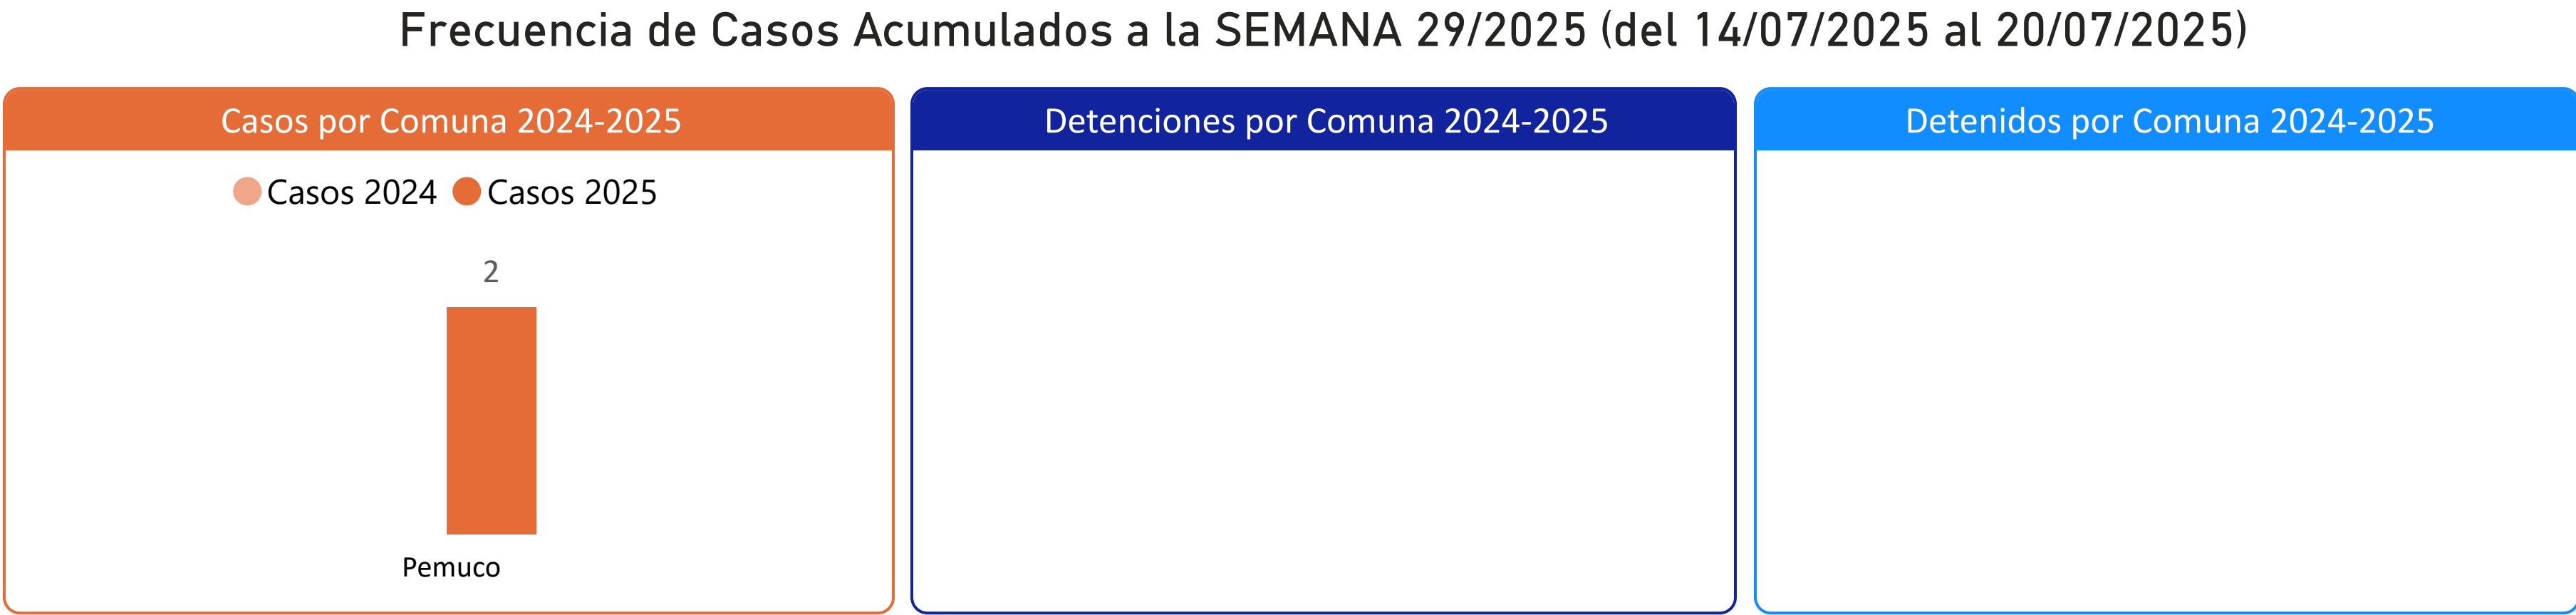 Frecuencia de Casos Acumulados a la SEMANA 29/2025 (del 14/07/2025 al 20/07/2025)
Casos por Comuna 2024-2025
Casos 2024 Casos 2025
2
Pemuco
Detenciones por Comuna 2024-2025
Detenidos por Comuna 2024-2025